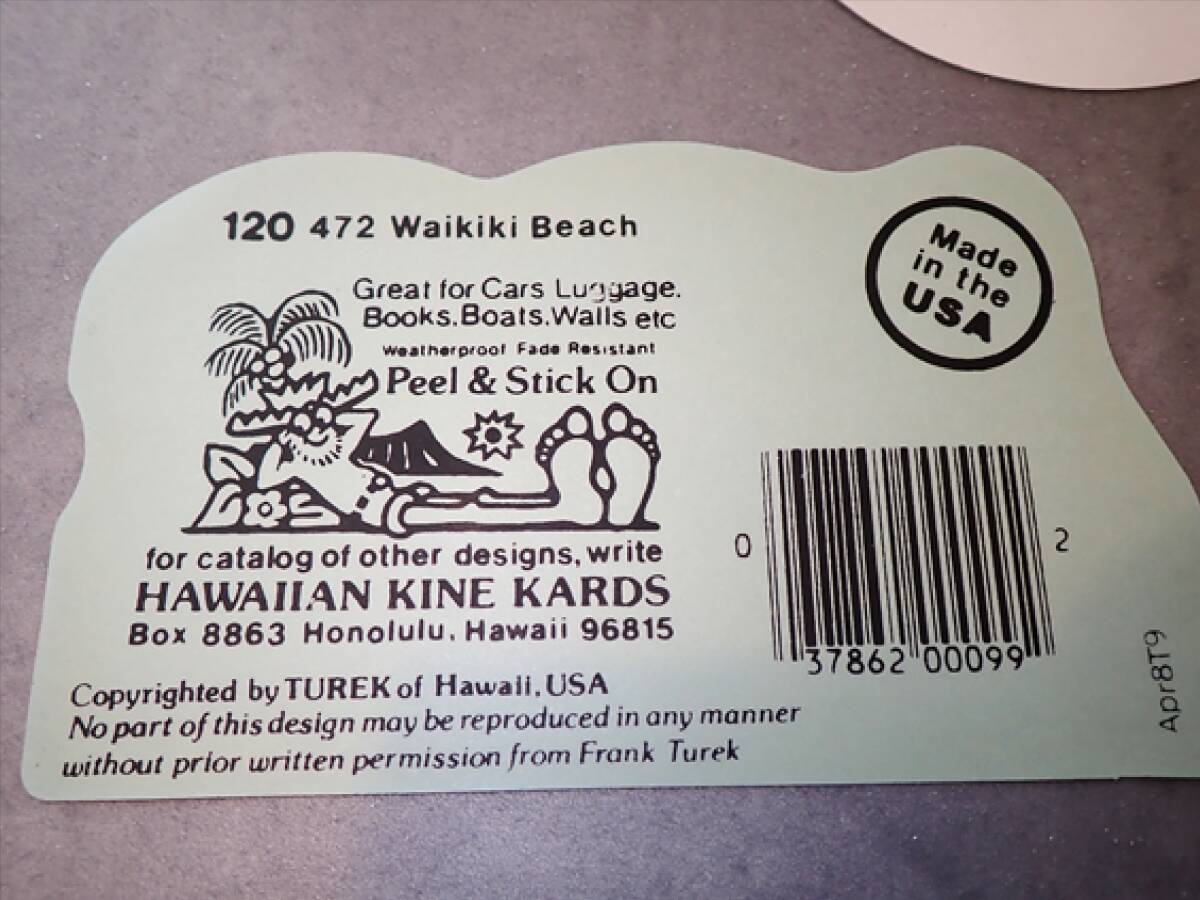 120 472 Waikiki Beach
Great for Cars Luggage.
Books.Boats.Walls etc
Weatherproof Fade Resistant
Peel & Stick On
for catalog of other designs, write
HAWAIIAN KINE KARDS
Box 8863 Honolulu, Hawaii 96815
Copyrighted by TUREK of Hawaii, USA
No part of this design may be reproduced in any manner
without prior written permission from Frank Turek
Made
in the
USA
0 37862 00099 2
Apr8T9